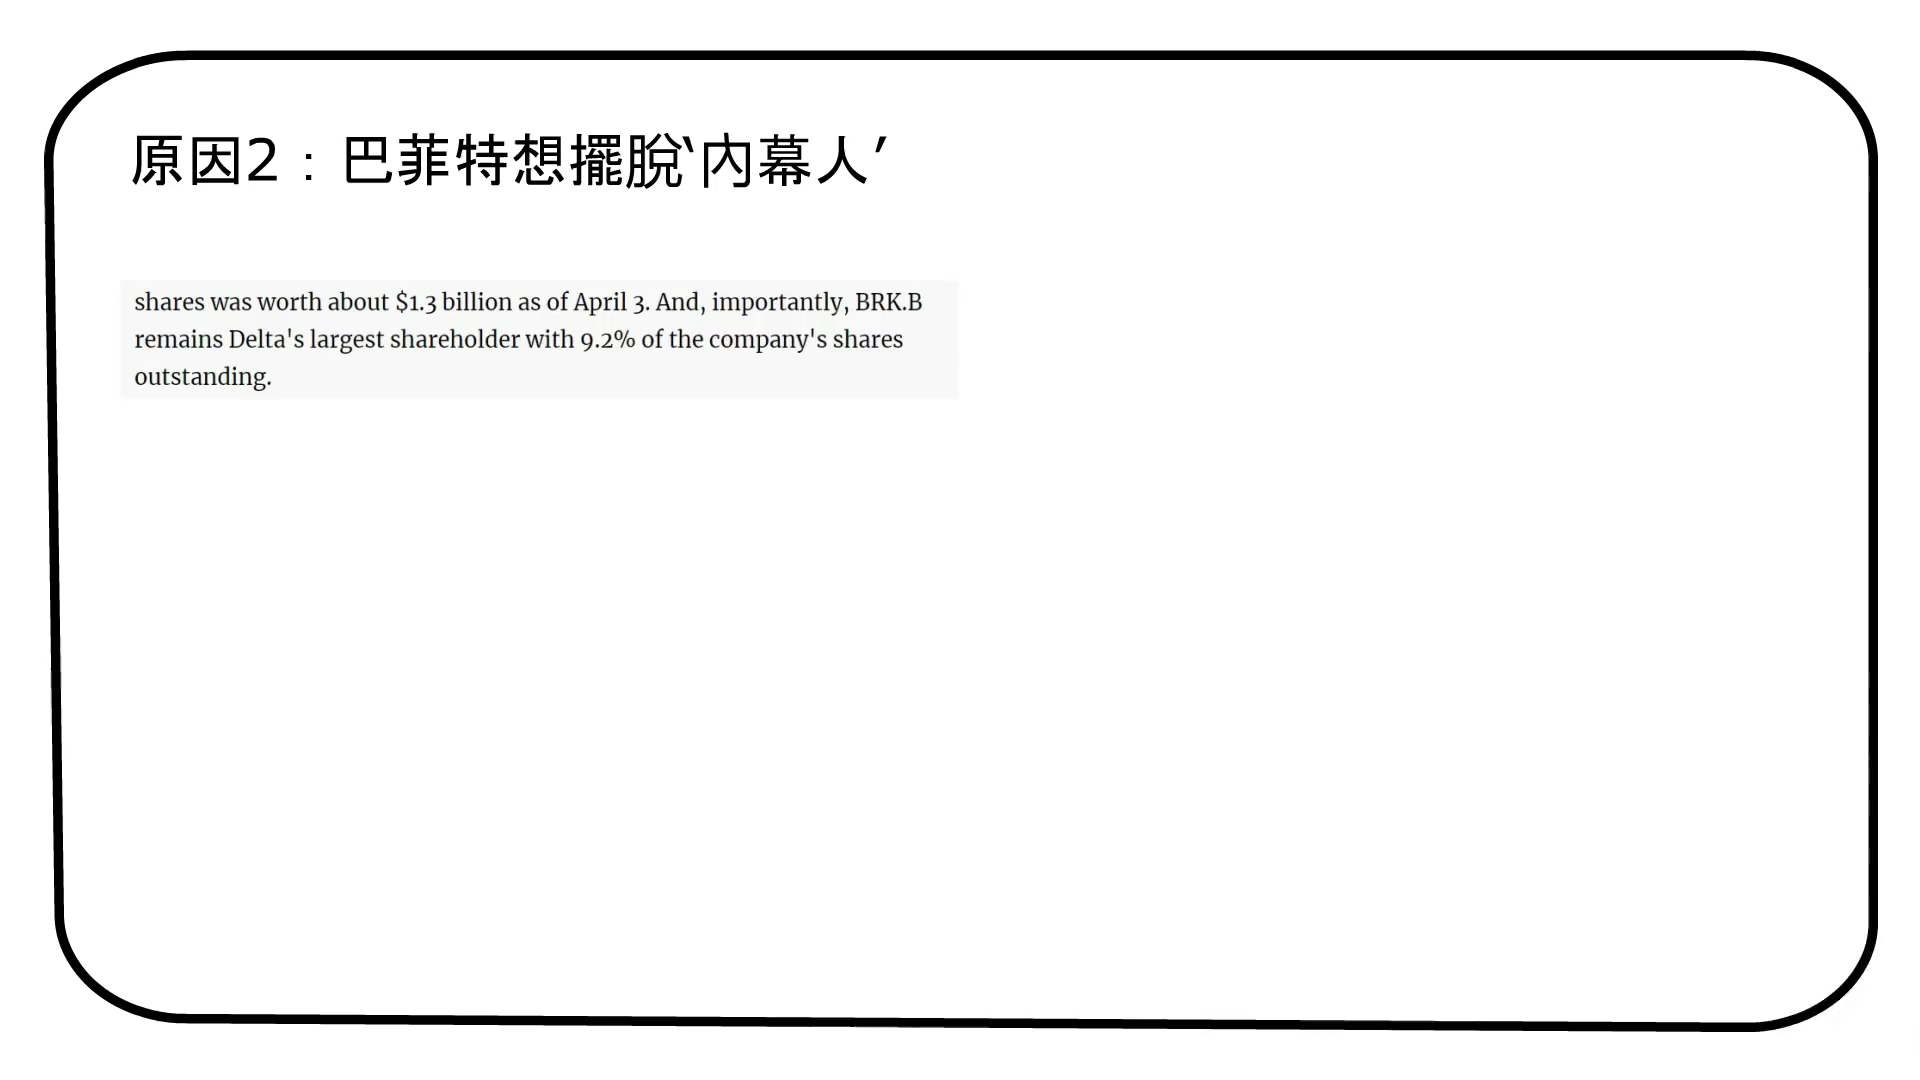 原因2：巴菲特想擺脫‘內幕人’
shares was worth about $1.3 billion as of April 3. And, importantly, BRK.B
remains Delta's largest shareholder with 9.2% of the company's shares
outstanding.